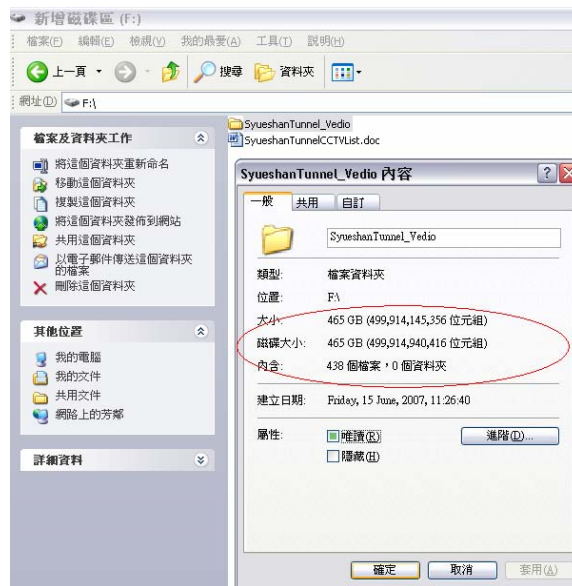 新增磁碟區 (F:)
檔案(F) 編輯(E) 檢視(V) 我的最愛(A) 工具(T) 說明(H)
上一頁 搜尋 資料夾
網址(D) F:\
SyueshanTunnel_Vedio
SyueshanTunnelCCTVList.doc
檔案及資料夾工作
將這個資料夾重新命名
移動這個資料夾
複製這個資料夾
將這個資料夾發佈到網站
共用這個資料夾
以電子郵件傳送這個資料夾
的檔案
刪除這個資料夾
其他位置
我的電腦
我的文件
共用文件
網路上的芳鄰
詳細資料
SyueshanTunnel_Vedio 內容
一般 共用 自訂
SyueshanTunnel_Vedio
類型: 檔案資料夾
位置: F:\
大小: 465 GB (499,914,145,356 位元組)
磁碟大小: 465 GB (499,914,940,416 位元組)
內含: 438 個檔案，0 個資料夾
建立日期: Friday, 15 June, 2007, 11:26:40
屬性: 唯讀(R) 進階(D)...
隱藏(H)
確定 取消 套用(A)